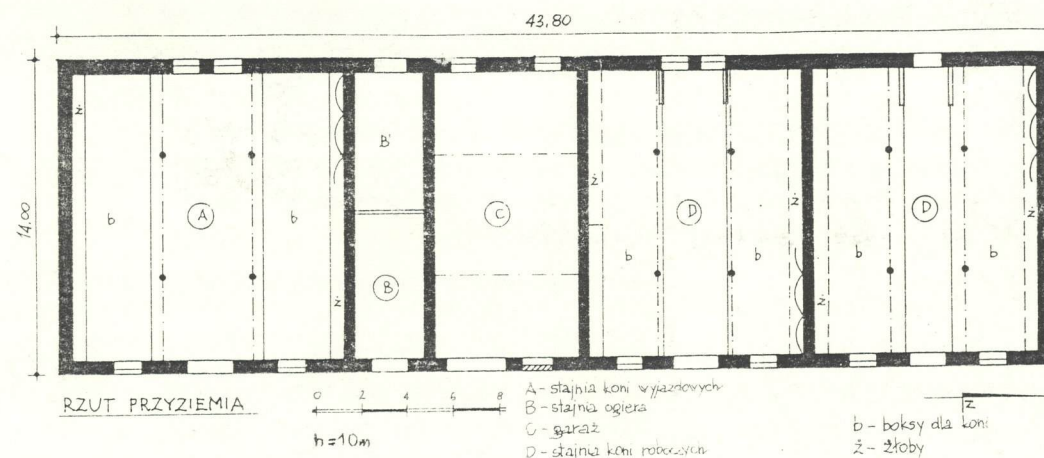 43,80
14,00
ż
b
A
b
ż
B'
B
C
ż
b
D
b
ż
ż
b
D
b
ż
RZUT PRZYZIEMIA
0 2 4 6 8
h=10m
A - stajnia koni wyjazdowych
B - stajnia ogiera
C - garaż
D - stajnia koni roboczych
Z
b - boksy dla koni
ż - żłoby